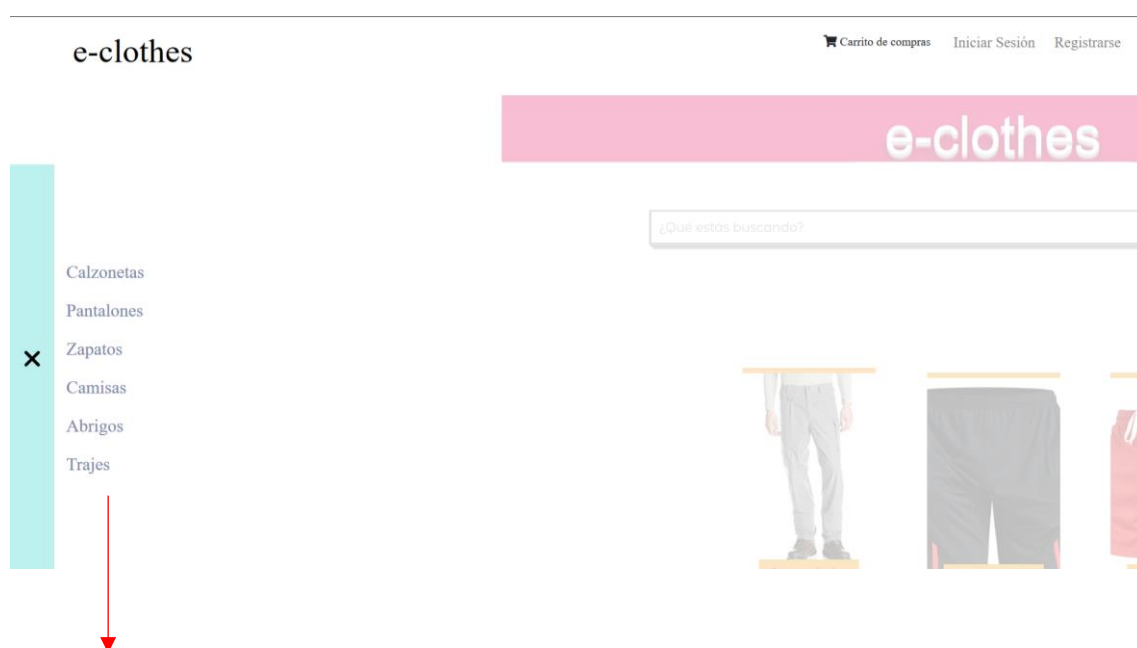 e-clothes
Carrito de compras Iniciar Sesión Registrarse
e-clothes
¿Qué estás buscando?
Calzonetas
Pantalones
Zapatos
Camisas
Abrigos
Trajes